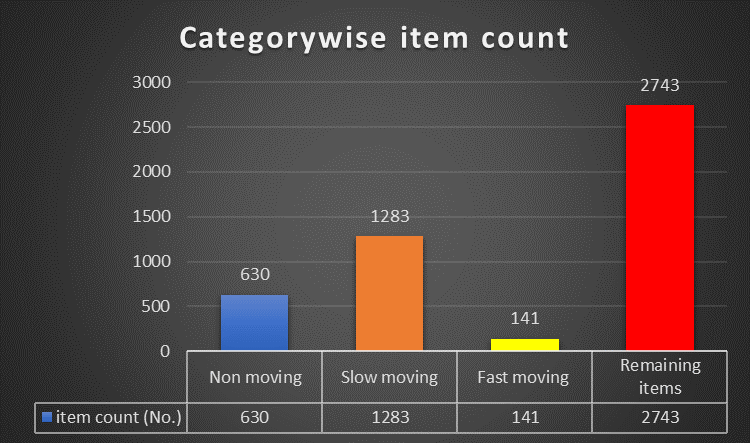 Categorywise item count
3000
2743
2500
2000
1500
1283
1000
630
500
141
0
Non moving Slow moving Fast moving Remaining
items
item count (No.) 630 1283 141 2743